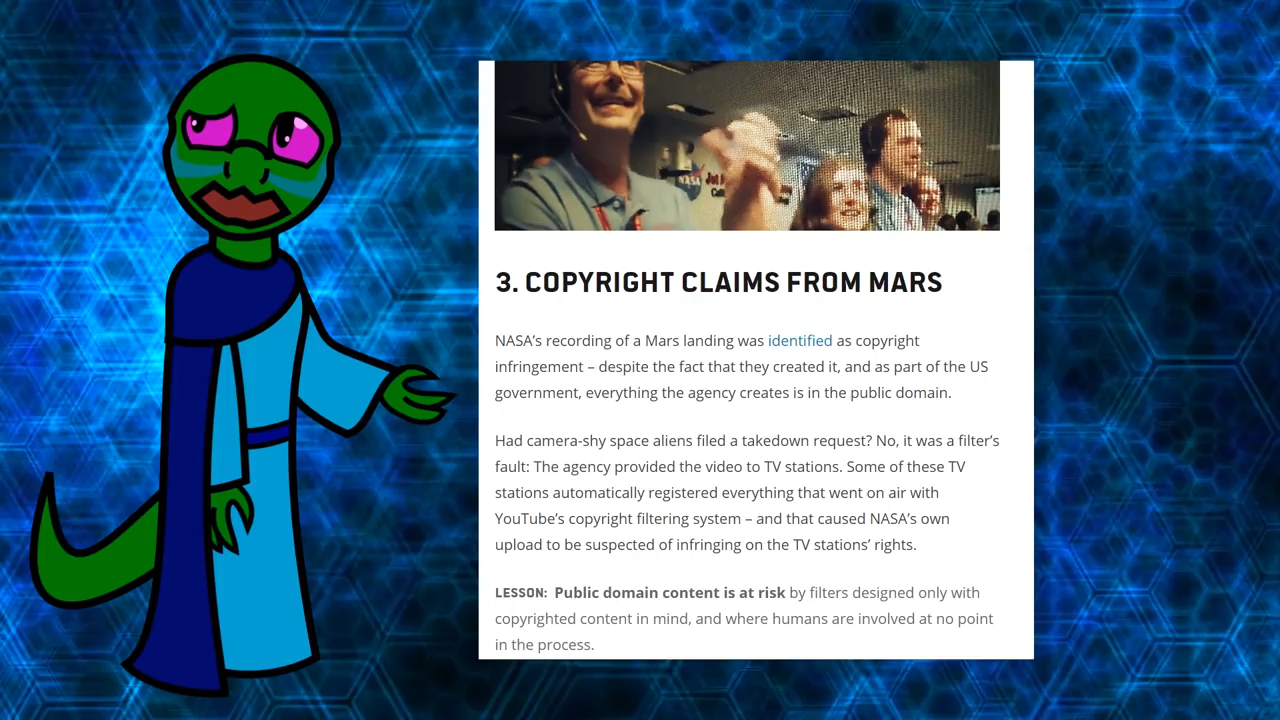 NASA
3. COPYRIGHT CLAIMS FROM MARS
NASA's recording of a Mars landing was identified as copyright
infringement – despite the fact that they created it, and as part of the US
government, everything the agency creates is in the public domain.
Had camera-shy space aliens filed a takedown request? No, it was a filter's
fault: The agency provided the video to TV stations. Some of these TV
stations automatically registered everything that went on air with
YouTube's copyright filtering system – and that caused NASA's own
upload to be suspected of infringing on the TV stations' rights.
LESSON: Public domain content is at risk by filters designed only with
copyrighted content in mind, and where humans are involved at no point
in the process.